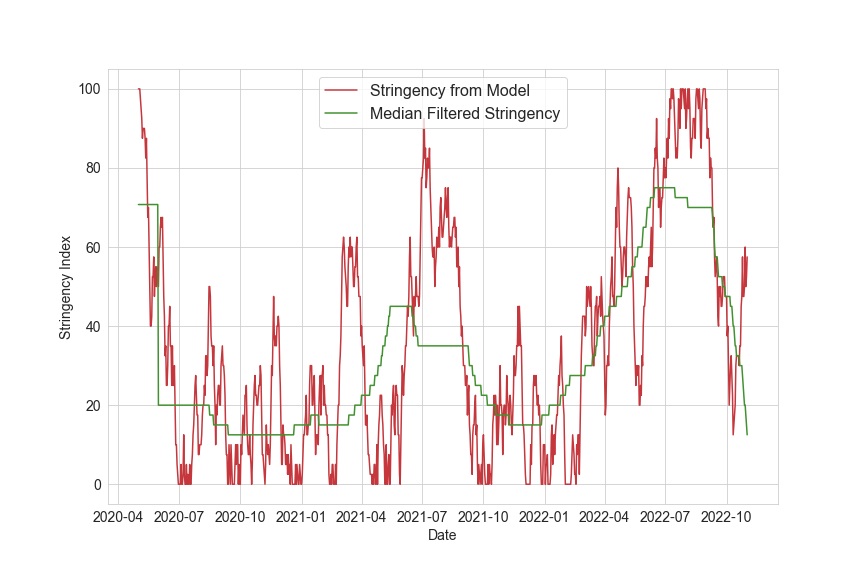 Stringency from Model
Median Filtered Stringency
Stringency Index
100
80
60
40
20
0
2020-04 2020-07 2020-10 2021-01 2021-04 2021-07 2021-10 2022-01 2022-04 2022-07 2022-10
Date